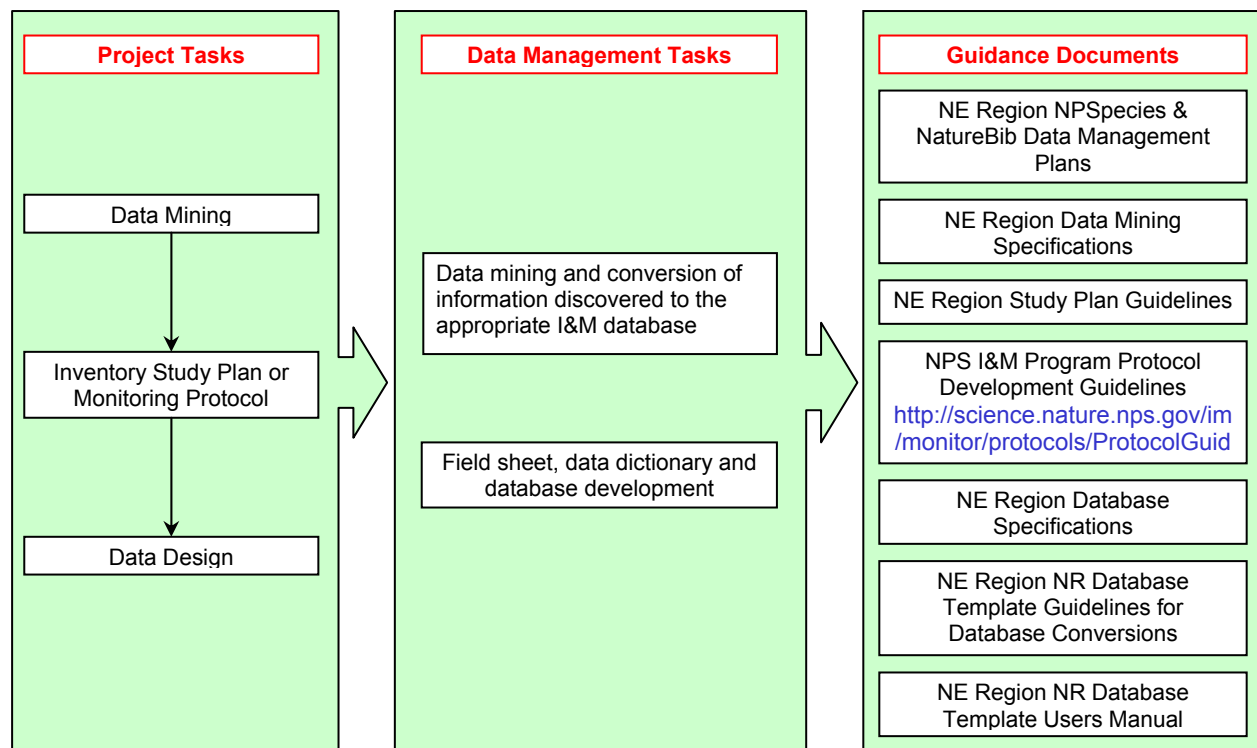 Project Tasks
Data Mining
Inventory Study Plan or
Monitoring Protocol
Data Design
Data Management Tasks
Data mining and conversion of
information discovered to the
appropriate I&M database
Field sheet, data dictionary and
database development
Guidance Documents
NE Region NPSpecies &
NatureBib Data Management
Plans
NE Region Data Mining
Specifications
NE Region Study Plan Guidelines
NPS I&M Program Protocol
Development Guidelines
http://science.nature.nps.gov/im
/monitor/protocols/ProtocolGuid
NE Region Database
Specifications
NE Region NR Database
Template Guidelines for
Database Conversions
NE Region NR Database
Template Users Manual